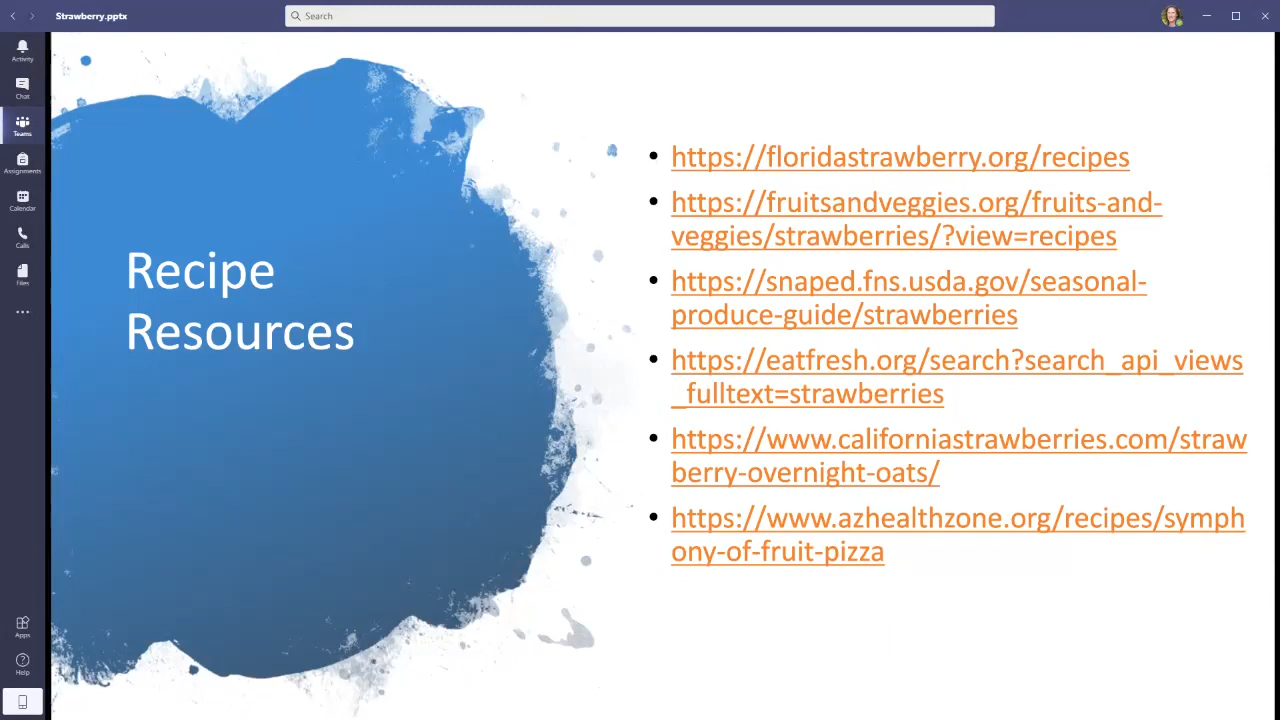 Strawberry.pptx
Search
Activity
Chat
Teams
Assignments
Calendar
Calls
Files
Apps
Help
Recipe
Resources
• https://floridastrawberry.org/recipes
• https://fruitsandveggies.org/fruits-and-
veggies/strawberries/?view=recipes
• https://snaped.fns.usda.gov/seasonal-
produce-guide/strawberries
• https://eatfresh.org/search?search_api_views
_fulltext=strawberries
• https://www.californiastrawberries.com/straw
berry-overnight-oats/
• https://www.azhealthzone.org/recipes/symph
ony-of-fruit-pizza